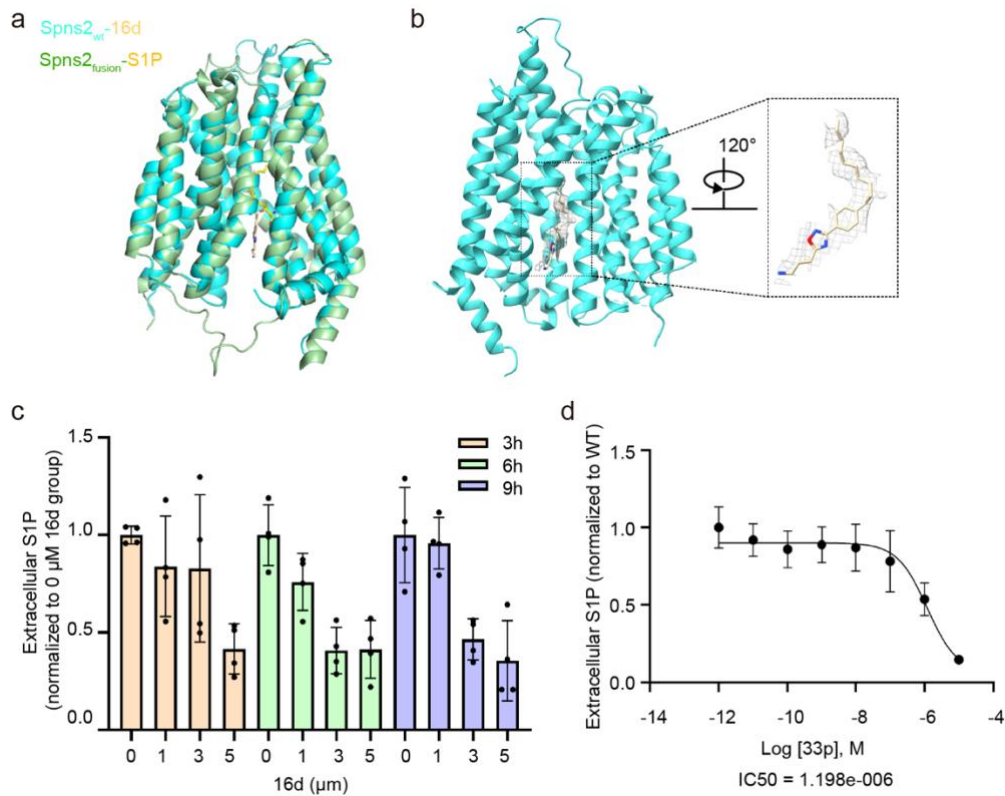 a
Spns2wt-16d
Spns2fusion-S1P
b
120°
c
Extracellular S1P
(normalized to 0 µM 16d group)
1.5
1.0
0.5
0.0
3h
6h
9h
0 1 3 5 0 1 3 5 0 1 3 5
16d (µm)
d
Extracellular S1P (normalized to WT)
1.5
1.0
0.5
0.0
-14 -12 -10 -8 -6 -4
Log [33p], M
IC50 = 1.198e-006